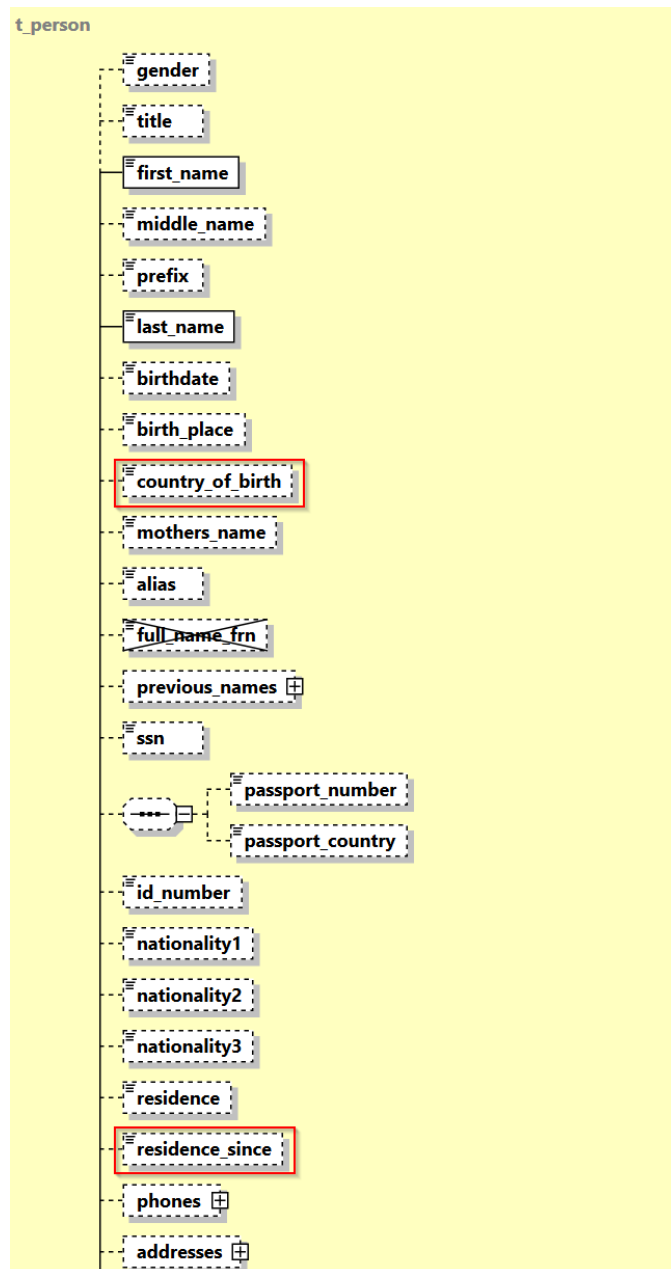 t_person
gender
title
first_name
middle_name
prefix
last_name
birthdate
birth_place
country_of_birth
mothers_name
alias
full_name_frn
previous_names
ssn
passport_number
passport_country
id_number
nationality1
nationality2
nationality3
residence
residence_since
phones
addresses